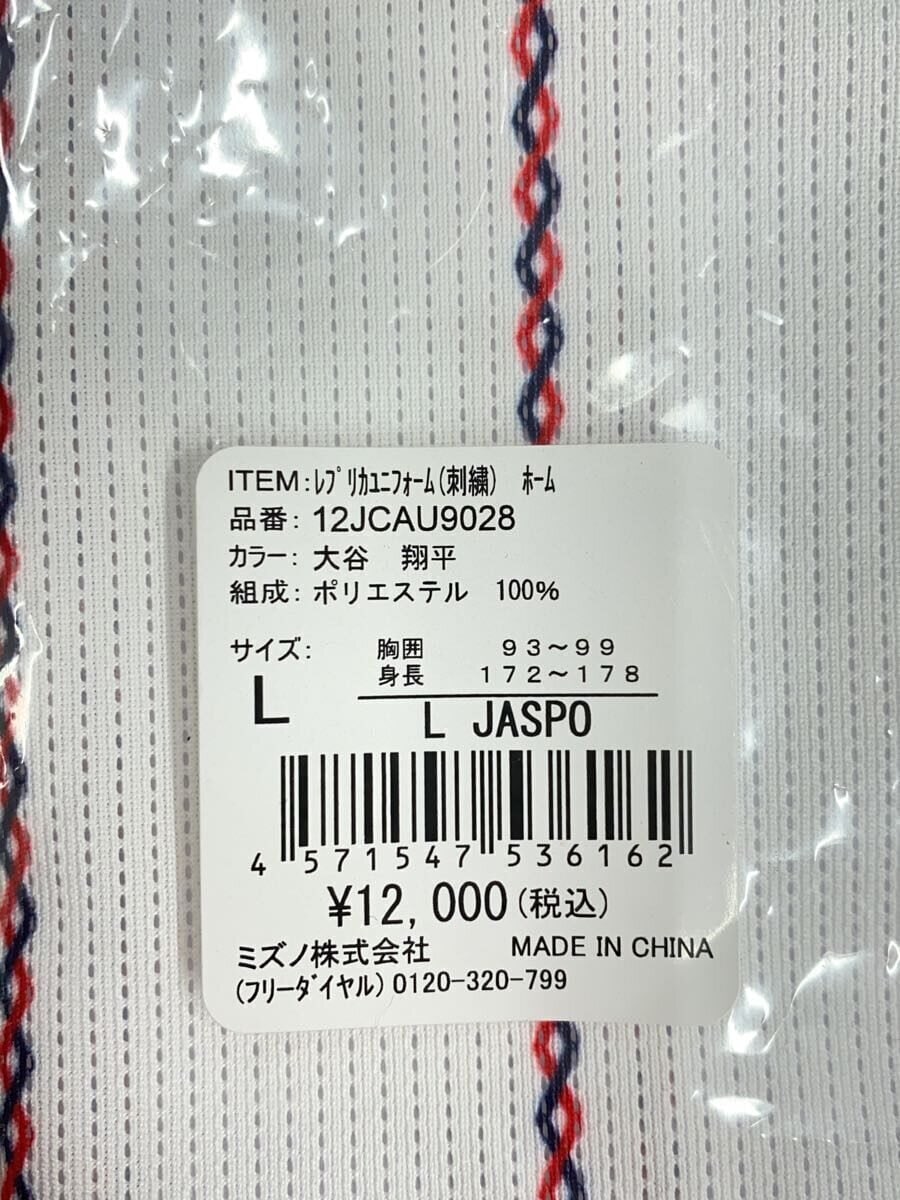 ITEM:ﾚﾌﾟﾘｶﾕﾆﾌｫｰﾑ(刺繍) ﾎｰﾑ
品番: 12JCAU9028
カラー: 大谷 翔平
組成: ポリエステル 100%
サイズ: 胸囲 93~99
身長 172~178
L
L JASPO
4 571547 536162
¥12,000(税込)
ミズノ株式会社 MADE IN CHINA
(フリーダイヤル)0120-320-799